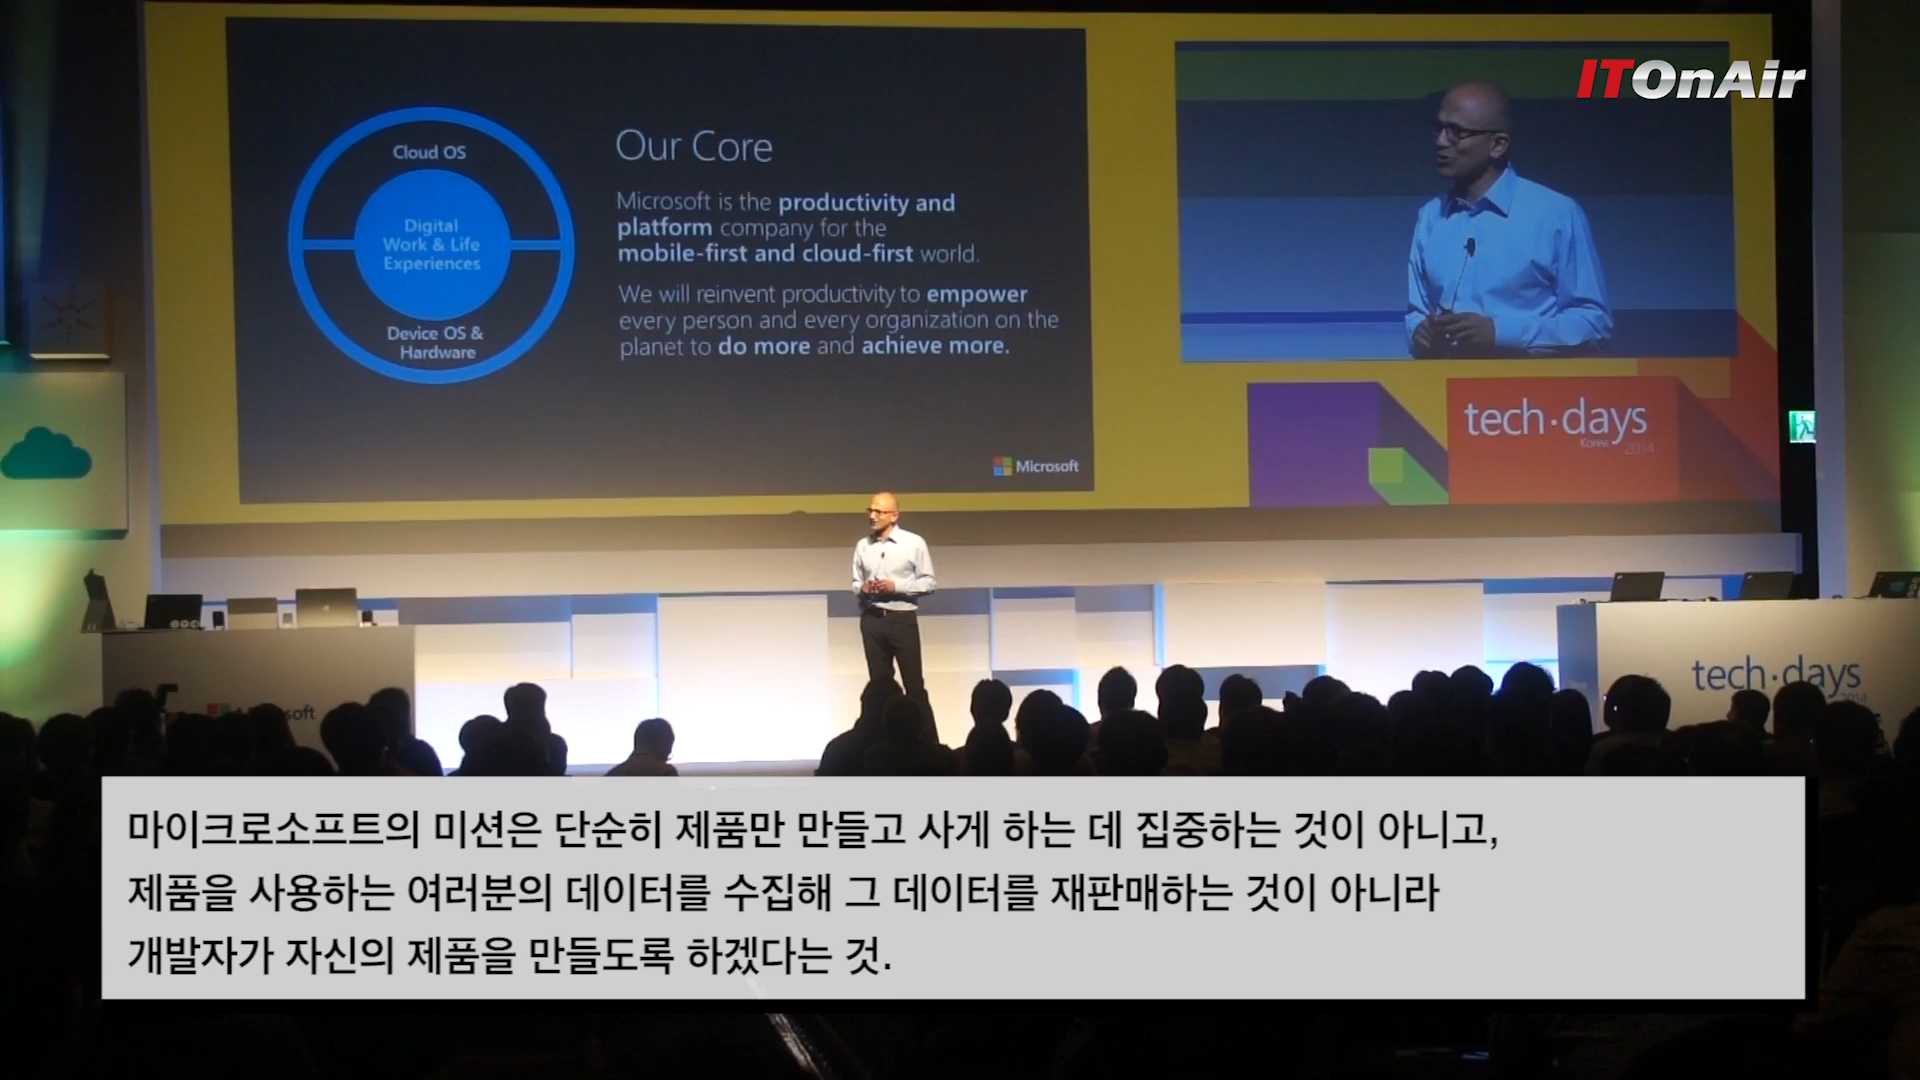 ITOnAir
Cloud OS
Digital
Work & Life
Experiences
Device OS &
Hardware
Our Core
Microsoft is the productivity and
platform company for the
mobile-first and cloud-first world.
We will reinvent productivity to empower
every person and every organization on the
planet to do more and achieve more.
Microsoft
tech·days
Korea 2014
tech·days
2014
마이크로소프트의 미션은 단순히 제품만 만들고 사게 하는 데 집중하는 것이 아니고,
제품을 사용하는 여러분의 데이터를 수집해 그 데이터를 재판매하는 것이 아니라
개발자가 자신의 제품을 만들도록 하겠다는 것.